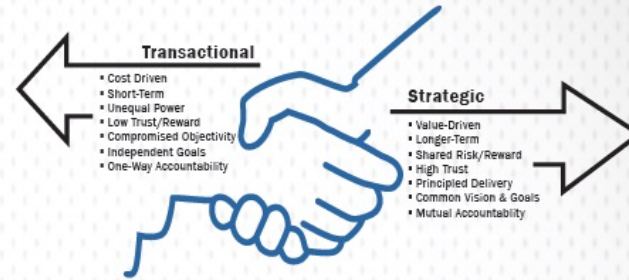 Transactional
▪ Cost Driven
▪ Short-Term
▪ Unequal Power
▪ Low Trust/Reward
▪ Compromised Objectivity
▪ Independent Goals
▪ One-Way Accountability
Strategic
▪ Value-Driven
▪ Longer-Term
▪ Shared Risk/Reward
▪ High Trust
▪ Principled Delivery
▪ Common Vision & Goals
▪ Mutual Accountablity